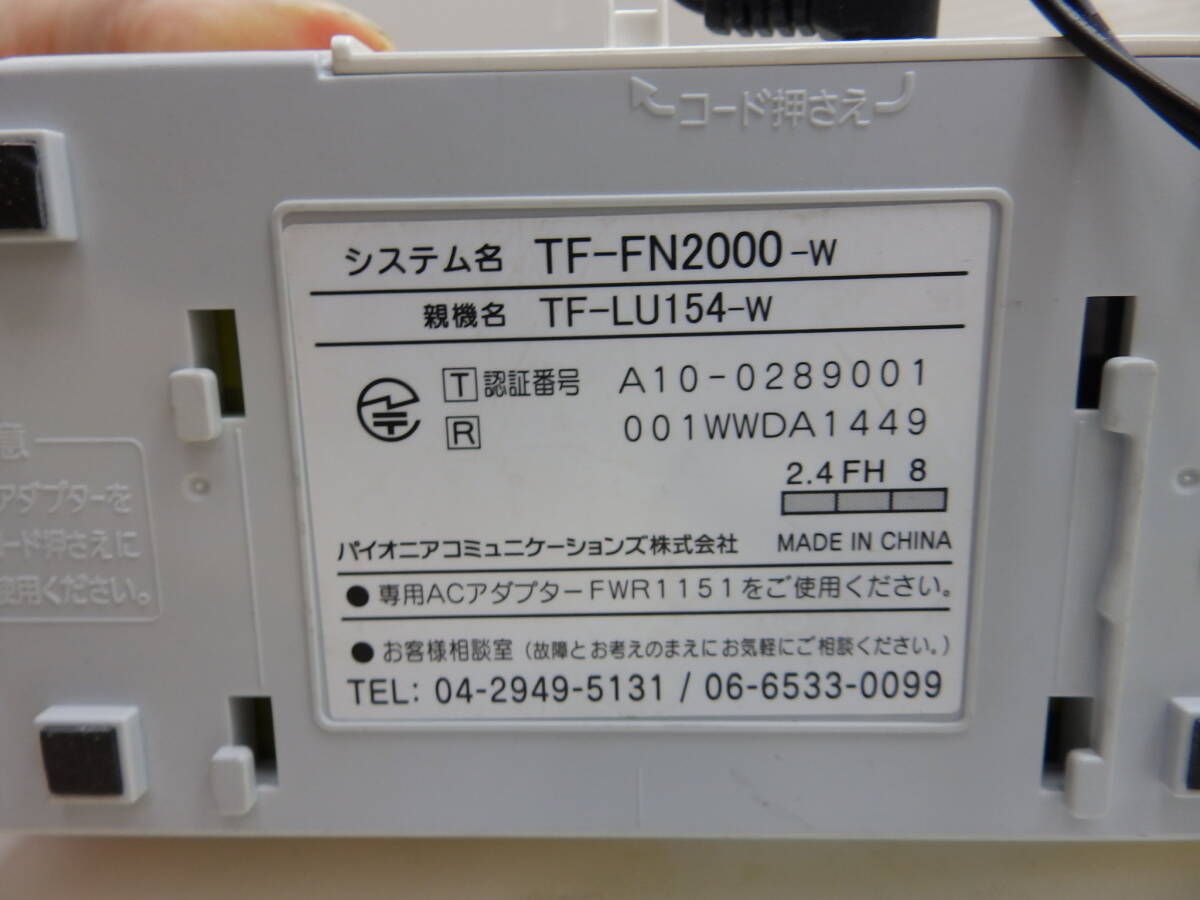 コード押さえ
システム名 TF-FN2000-W
親機名 TF-LU154-W
T 認証番号 A10-0289001
R 001WWDA1449
2.4FH 8
パイオニアコミュニケーションズ株式会社 MADE IN CHINA
●専用ACアダプターFWR1151をご使用ください。
●お客様相談室(故障とお考えのまえにお気軽にご相談ください。)
TEL: 04-2949-5131 / 06-6533-0099
意
アダプターを
ード押さえに
使用ください。